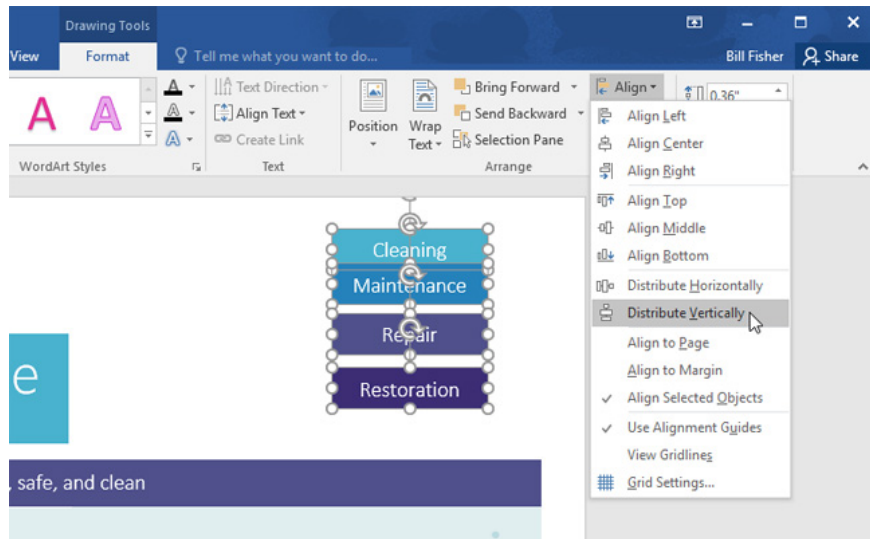 Drawing Tools
View Format Tell me what you want to do... Bill Fisher Share
A A
A Text Direction
A Align Text
A Create Link
WordArt Styles Text
Position
Wrap
Text
Bring Forward
Send Backward
Selection Pane
Arrange
Align 0.36"
Align Left
Align Center
Align Right
Align Top
Align Middle
Align Bottom
Distribute Horizontally
Distribute Vertically
Align to Page
Align to Margin
Align Selected Objects
Use Alignment Guides
View Gridlines
Grid Settings...
Cleaning
Maintenance
Repair
Restoration
e
, safe, and clean